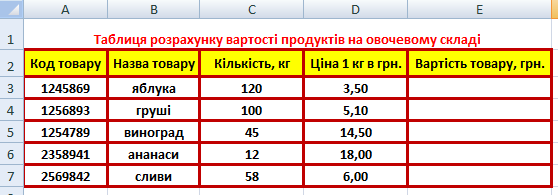 A B C D E
1 Таблиця розрахунку вартості продуктів на овочевому складі
2 Код товару Назва товару Кількість, кг Ціна 1 кг в грн. Вартість товару, грн.
3 1245869 яблука 120 3,50
4 1256893 груші 100 5,10
5 1254789 виноград 45 14,50
6 2358941 ананаси 12 18,00
7 2569842 сливи 58 6,00